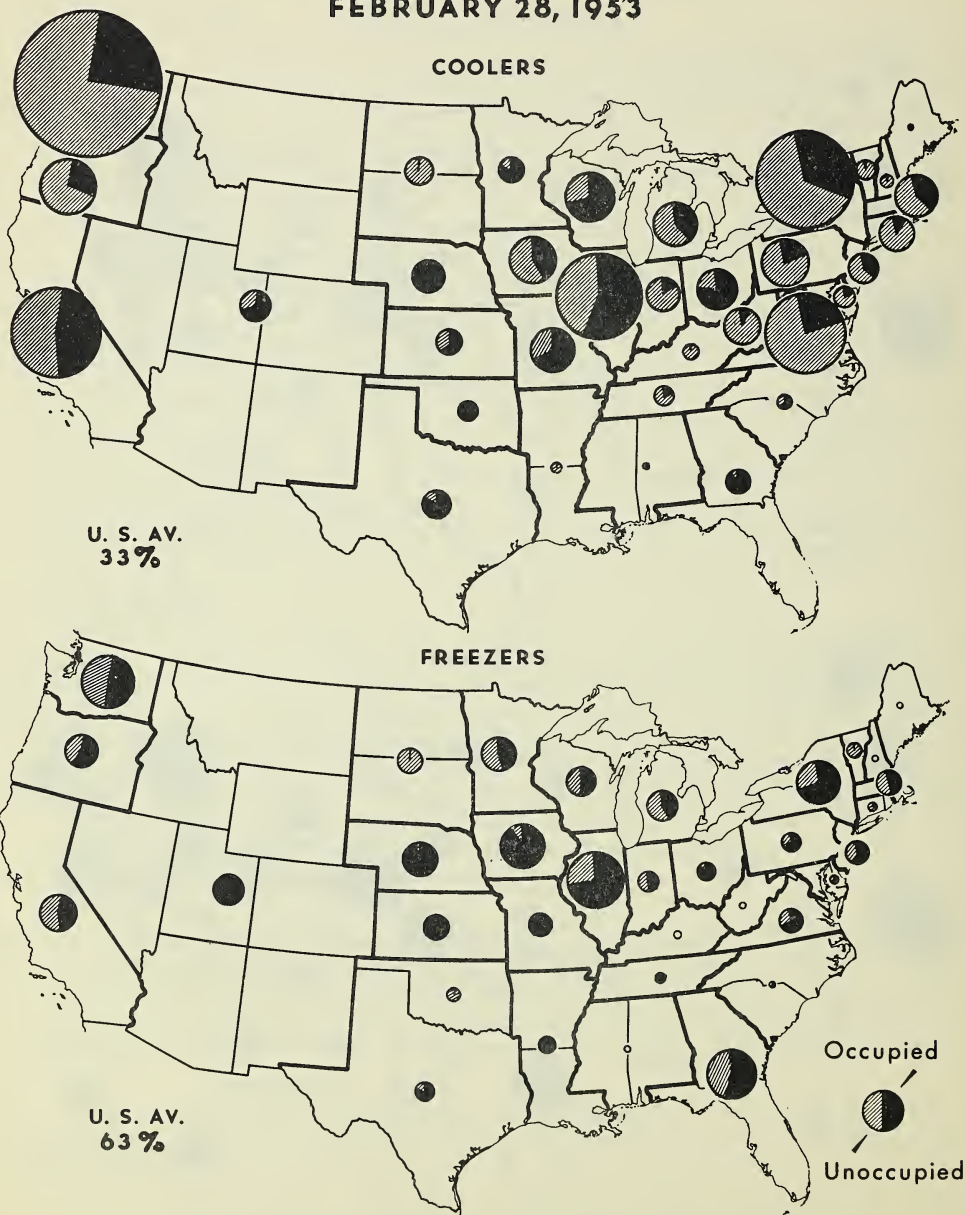 FEBRUARY 28, 1953
COOLERS
U. S. AV.
33%
FREEZERS
U. S. AV.
63%
Occupied
Unoccupied